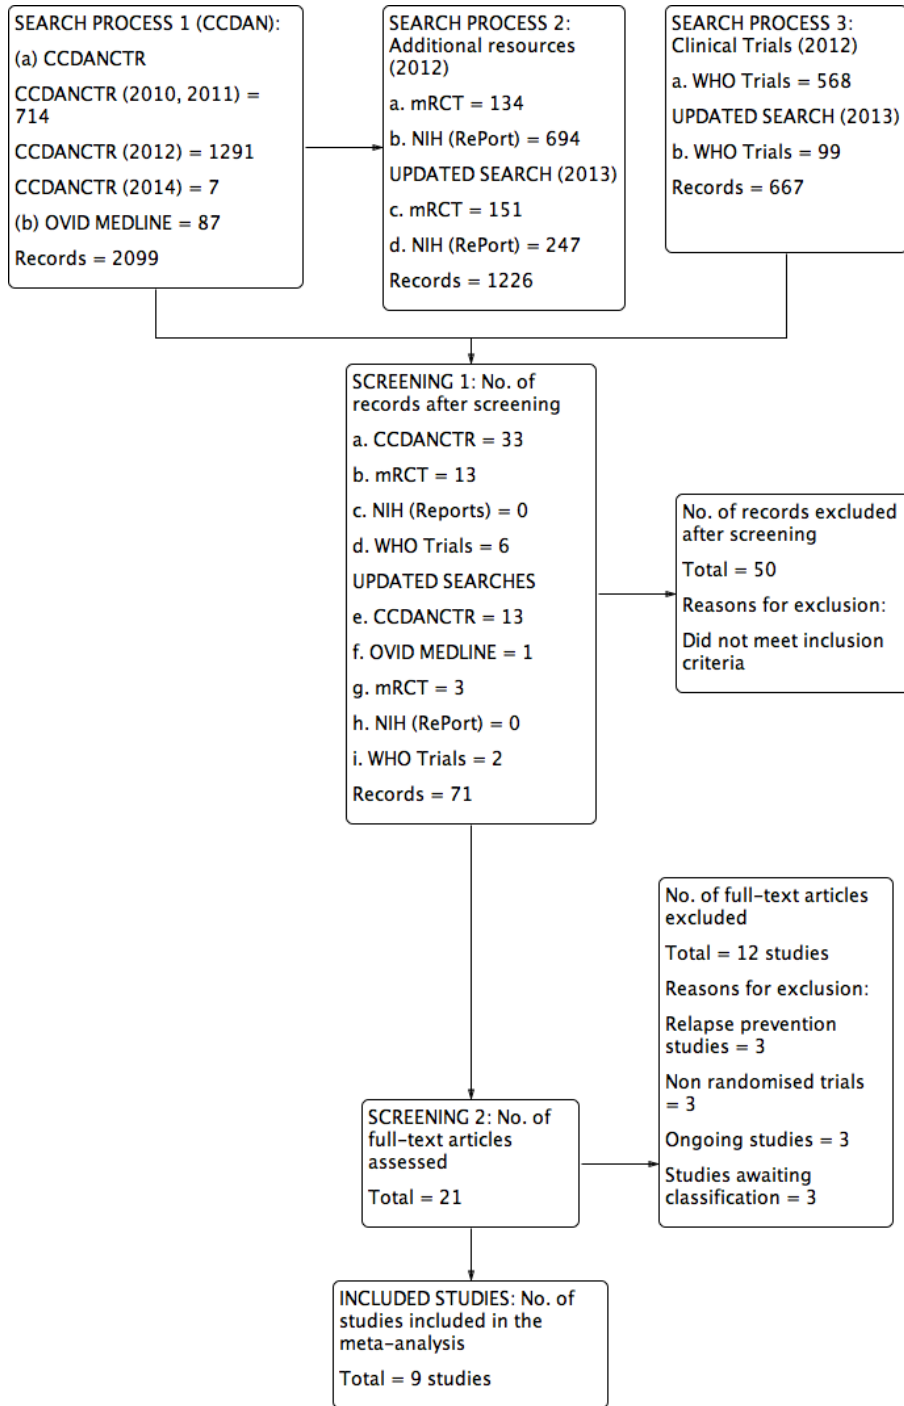 SEARCH PROCESS 1 (CCDAN):
(a) CCDANCTR
CCDANCTR (2010, 2011) =
714
CCDANCTR (2012) = 1291
CCDANCTR (2014) = 7
(b) OVID MEDLINE = 87
Records = 2099
SEARCH PROCESS 2:
Additional resources
(2012)
a. mRCT = 134
b. NIH (RePort) = 694
UPDATED SEARCH (2013)
c. mRCT = 151
d. NIH (RePort) = 247
Records = 1226
SEARCH PROCESS 3:
Clinical Trials (2012)
a. WHO Trials = 568
UPDATED SEARCH (2013)
b. WHO Trials = 99
Records = 667
SCREENING 1: No. of
records after screening
a. CCDANCTR = 33
b. mRCT = 13
c. NIH (Reports) = 0
d. WHO Trials = 6
UPDATED SEARCHES
e. CCDANCTR = 13
f. OVID MEDLINE = 1
g. mRCT = 3
h. NIH (RePort) = 0
i. WHO Trials = 2
Records = 71
No. of records excluded
after screening
Total = 50
Reasons for exclusion:
Did not meet inclusion
criteria
No. of full-text articles
excluded
Total = 12 studies
Reasons for exclusion:
Relapse prevention
studies = 3
Non randomised trials
= 3
Ongoing studies = 3
Studies awaiting
classification = 3
SCREENING 2: No. of
full-text articles
assessed
Total = 21
INCLUDED STUDIES: No. of
studies included in the
meta-analysis
Total = 9 studies